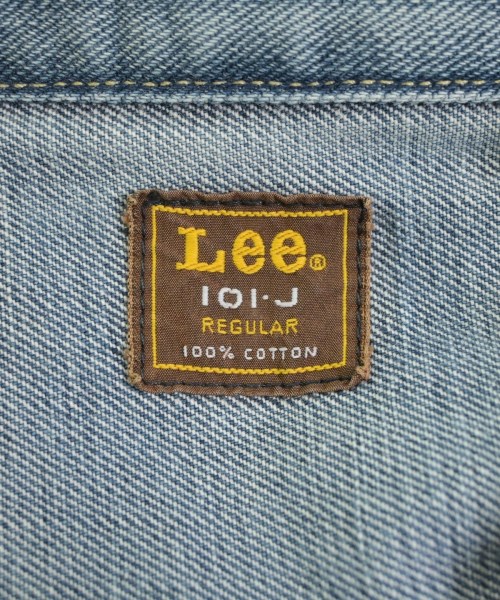 Lee®
101-J
REGULAR
100% COTTON